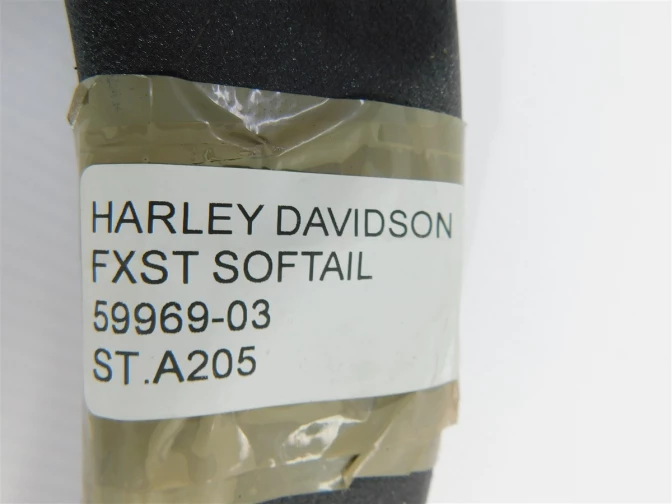 HARLEY DAVIDSON
FXST SOFTAIL
59969-03
ST.A205